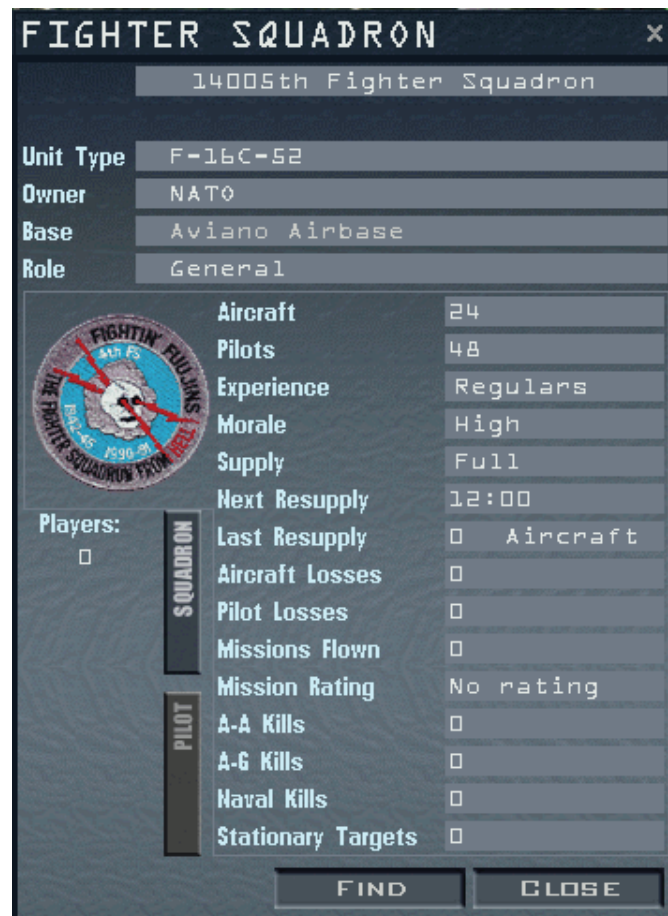 FIGHTER SQUADRON ×
14005th Fighter Squadron
Unit Type F-16C-52
Owner NATO
Base Aviano Airbase
Role General
FIGHTIN' FUUJINS
4th FS
THE FIGHTER SQUADRON FROM HELL
1942-45 1990-91
Aircraft 24
Pilots 48
Experience Regulars
Morale High
Supply Full
Next Resupply 12:00
Players:
0
SQUADRON
PILOT
Last Resupply 0 Aircraft
Aircraft Losses 0
Pilot Losses 0
Missions Flown 0
Mission Rating No rating
A-A Kills 0
A-G Kills 0
Naval Kills 0
Stationary Targets 0
FIND CLOSE